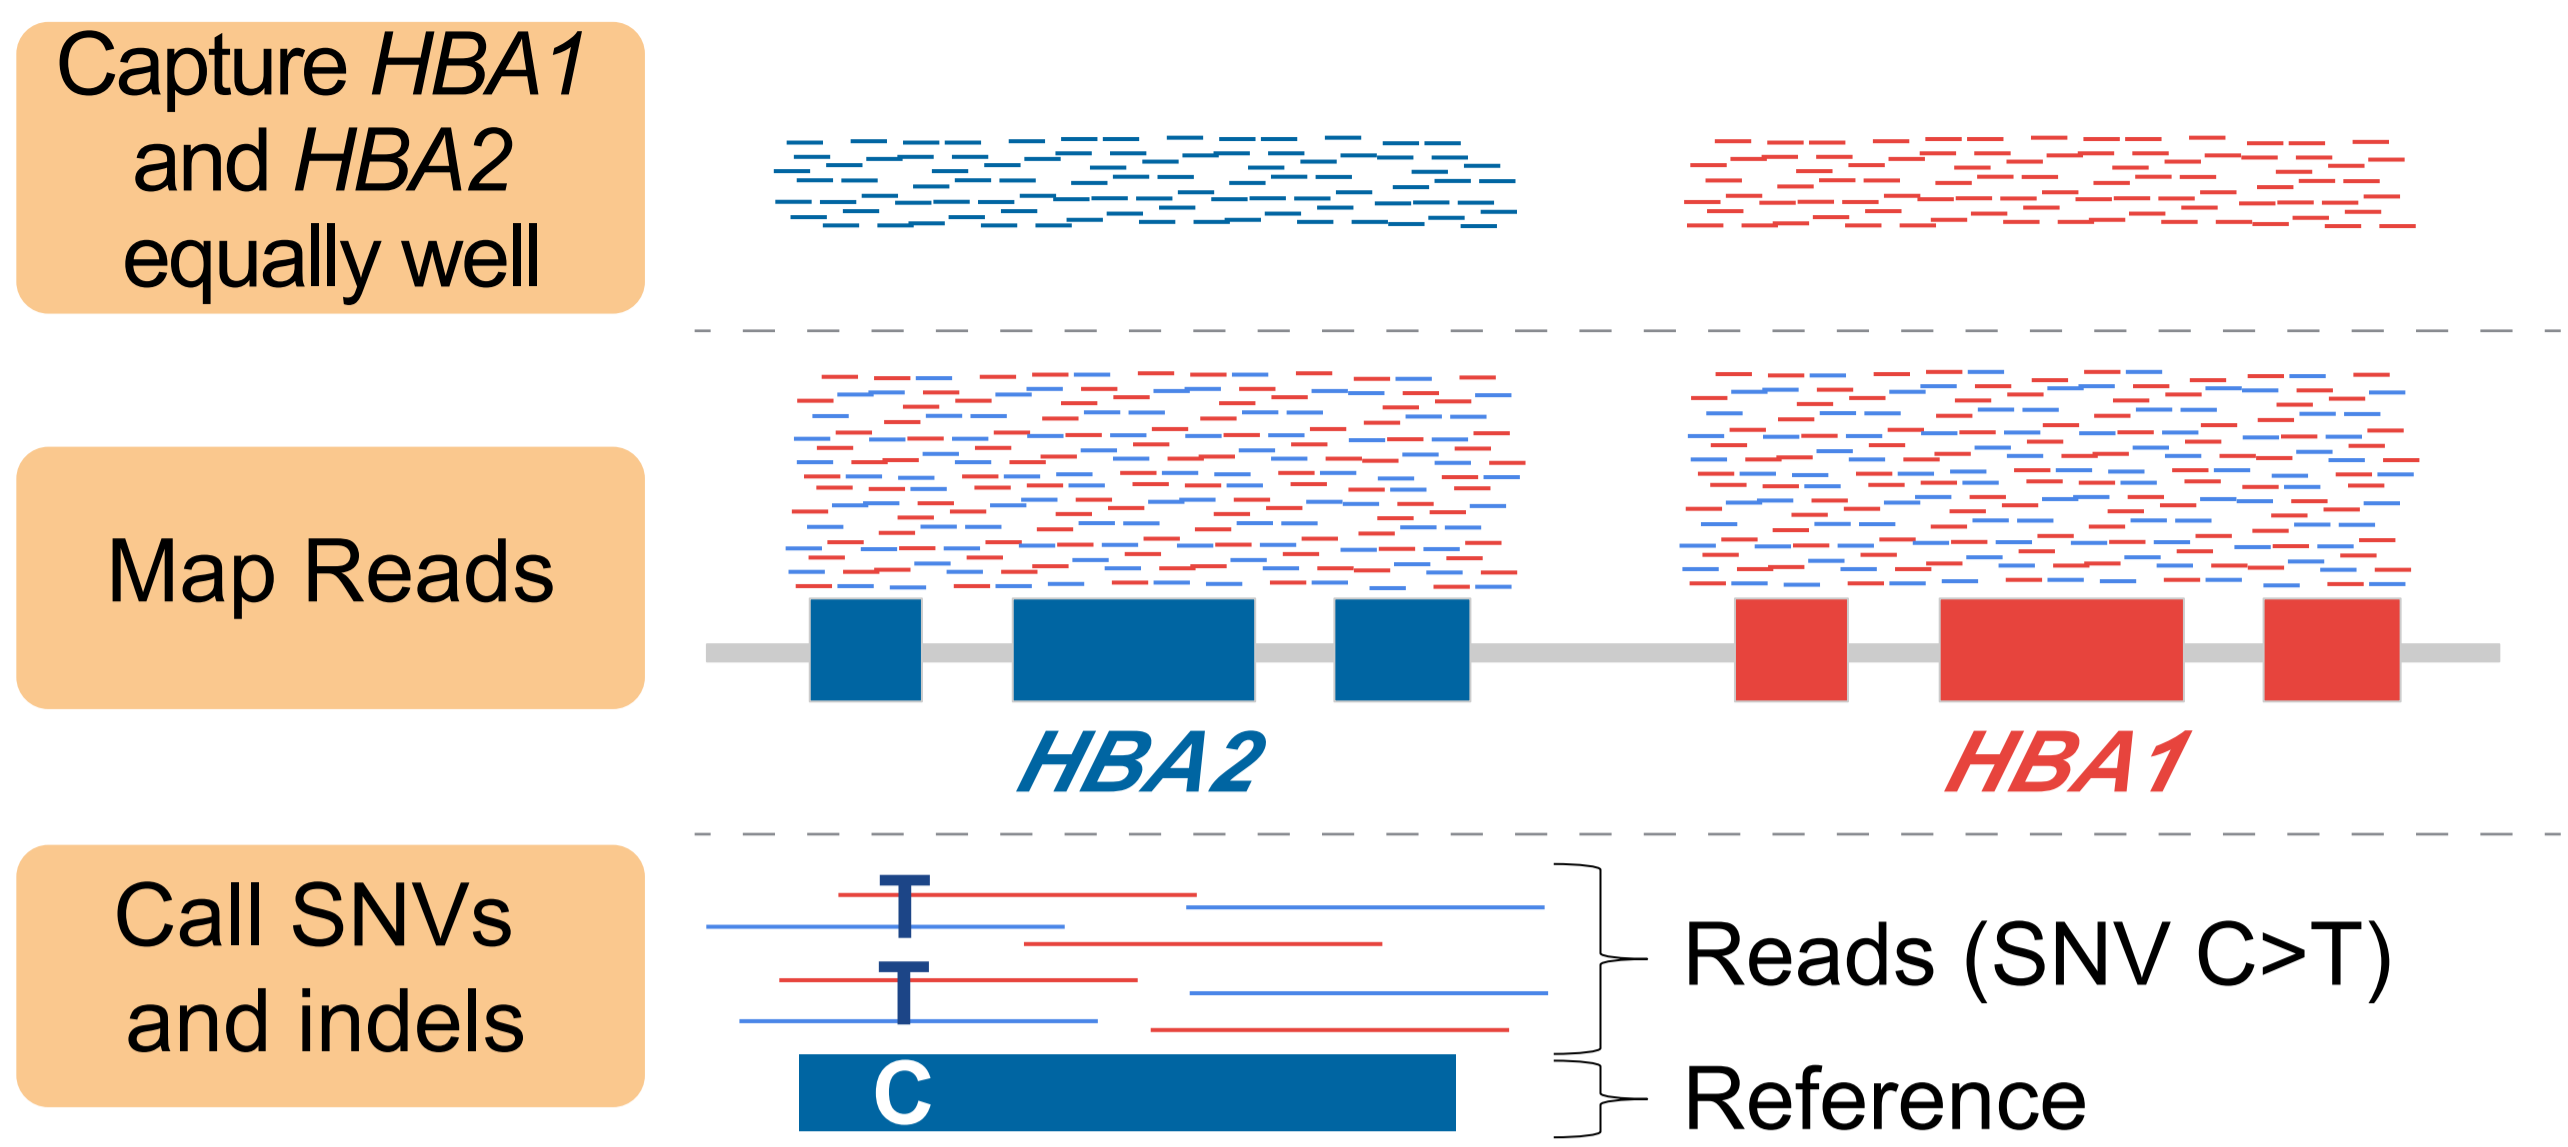 Capture HBA1
and HBA2
equally well
Map Reads
HBA2
HBA1
Call SNVs
and indels
T
T
C
Reads (SNV C>T)
Reference